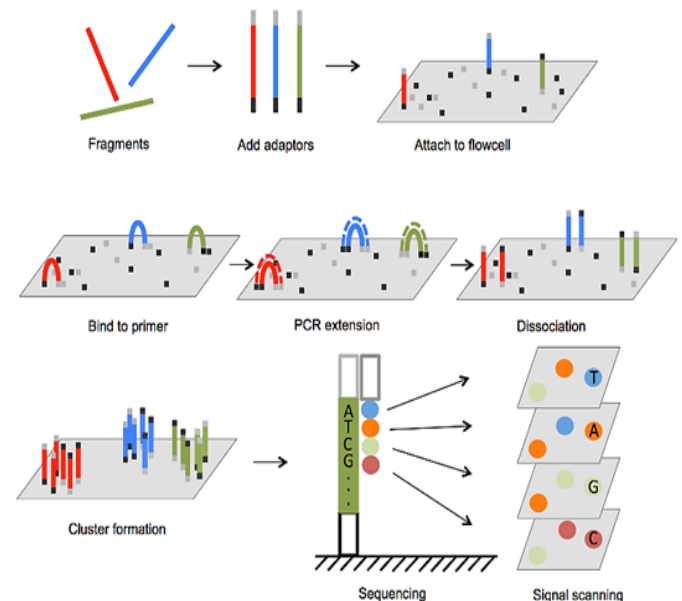 Fragments
Add adaptors
Attach to flowcell
Bind to primer
PCR extension
Dissociation
A
T
C
G
.
.
.
T
A
G
C
Cluster formation
Sequencing
Signal scanning